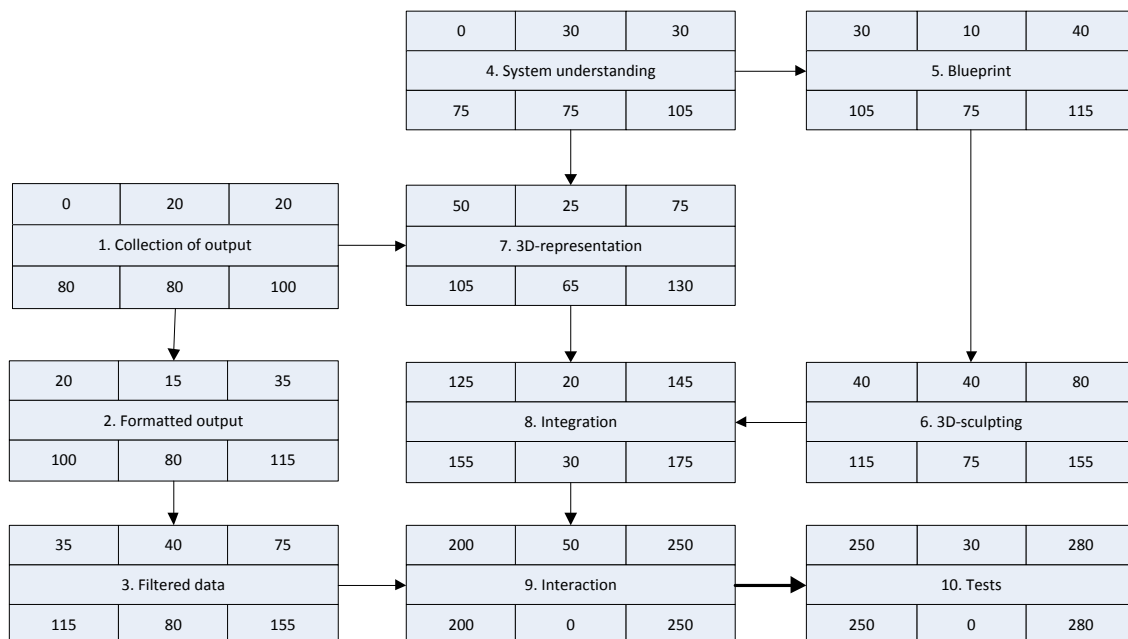 0 30 30
4. System understanding
75 75 105
30 10 40
5. Blueprint
105 75 115
0 20 20
1. Collection of output
80 80 100
50 25 75
7. 3D-representation
105 65 130
20 15 35
2. Formatted output
100 80 115
125 20 145
8. Integration
155 30 175
40 40 80
6. 3D-sculpting
115 75 155
35 40 75
3. Filtered data
115 80 155
200 50 250
9. Interaction
200 0 250
250 30 280
10. Tests
250 0 280